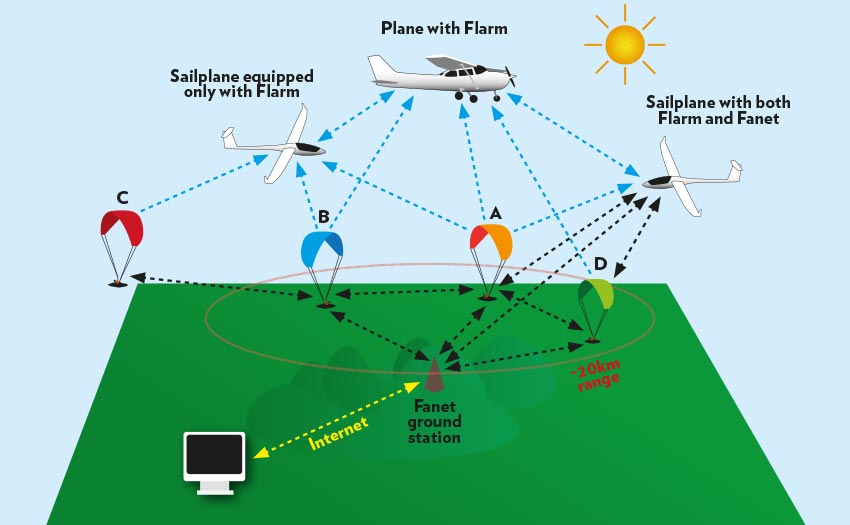 Plane with Flarm
Sailplane equipped
only with Flarm
Sailplane with both
Flarm and Fanet
C
B
A
D
~20km
range
Fanet
ground
station
Internet